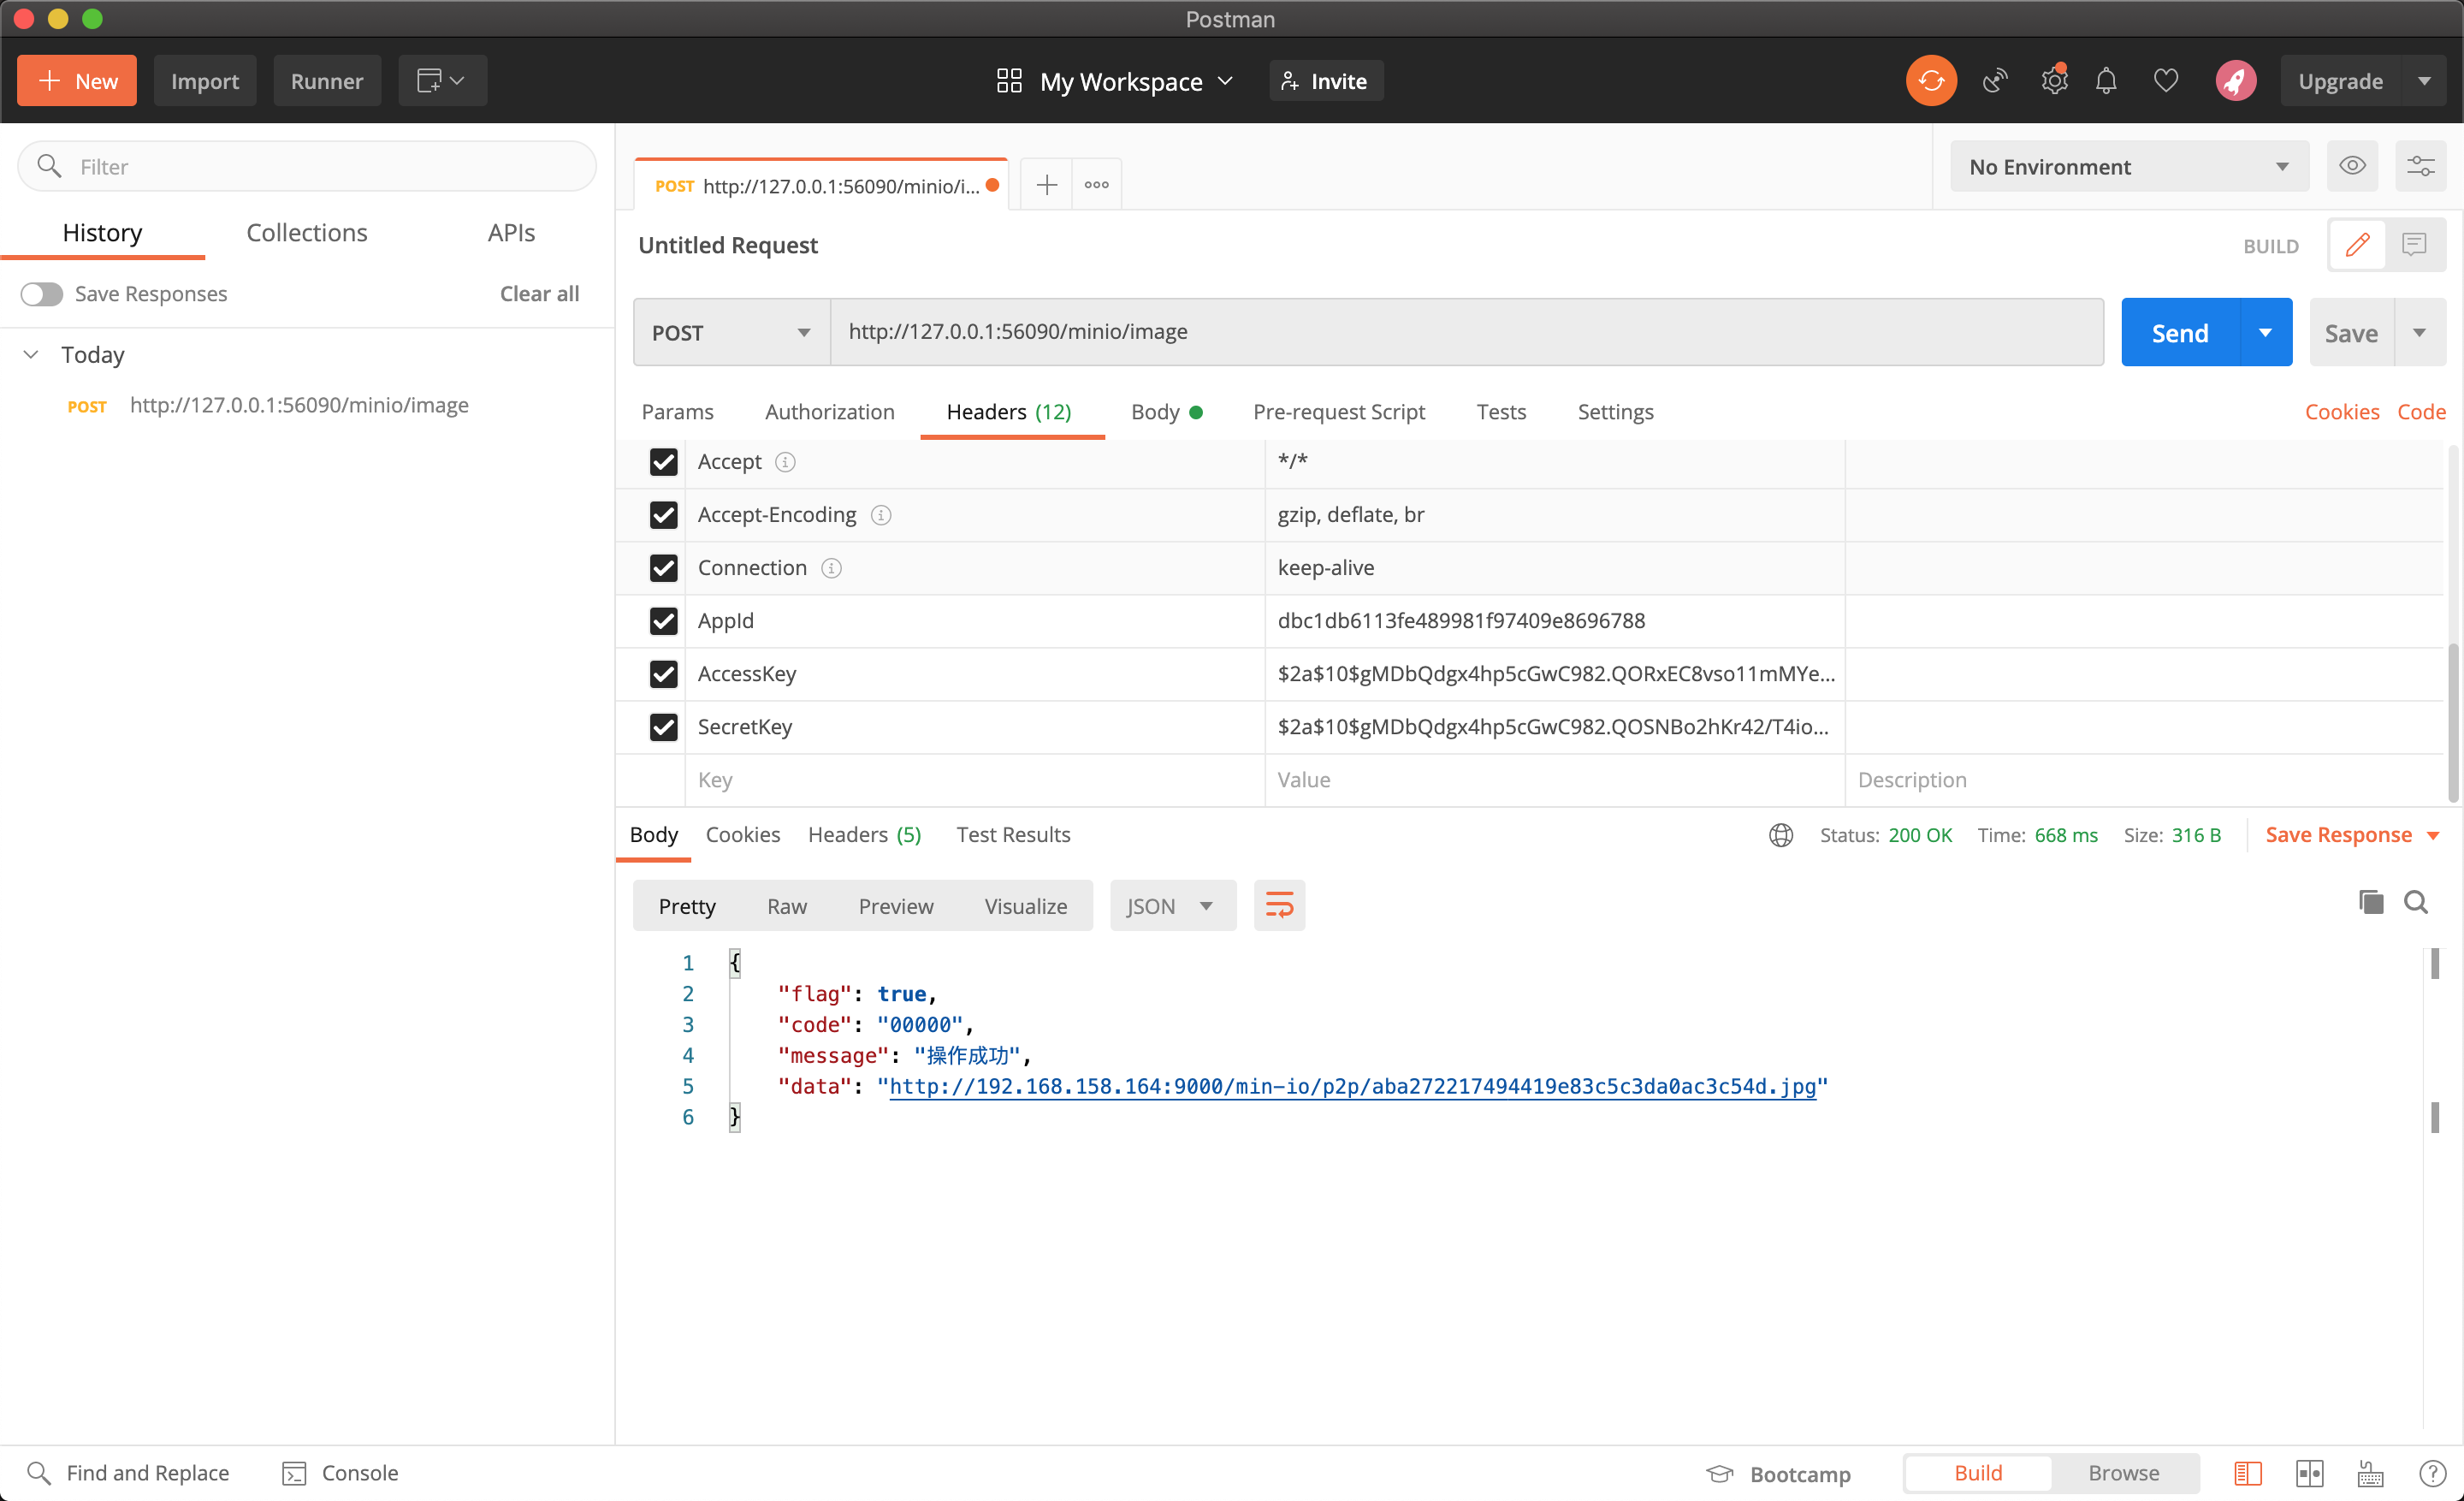 Postman
New
Import
Runner
My Workspace
Invite
Upgrade
Filter
History
Collections
APIs
Save Responses
Clear all
Today
POST http://127.0.0.1:56090/minio/image
POST http://127.0.0.1:56090/minio/i...
No Environment
Untitled Request
BUILD
POST
http://127.0.0.1:56090/minio/image
Send
Save
Params
Authorization
Headers (12)
Body
Pre-request Script
Tests
Settings
Cookies
Code
Accept */*
Accept-Encoding gzip, deflate, br
Connection keep-alive
AppId dbc1db6113fe489981f97409e8696788
AccessKey $2a$10$gMDbQdgx4hp5cGwC982.QORxEC8vso11mMYe...
SecretKey $2a$10$gMDbQdgx4hp5cGwC982.QOSNBo2hKr42/T4io...
Key Value Description
Body
Cookies
Headers (5)
Test Results
Status: 200 OK
Time: 668 ms
Size: 316 B
Save Response
Pretty
Raw
Preview
Visualize
JSON
1 {
2 "flag": true,
3 "code": "00000",
4 "message": "操作成功",
5 "data": "http://192.168.158.164:9000/min-io/p2p/aba272217494419e83c5c3da0ac3c54d.jpg"
6 }
Find and Replace
Console
Bootcamp
Build
Browse